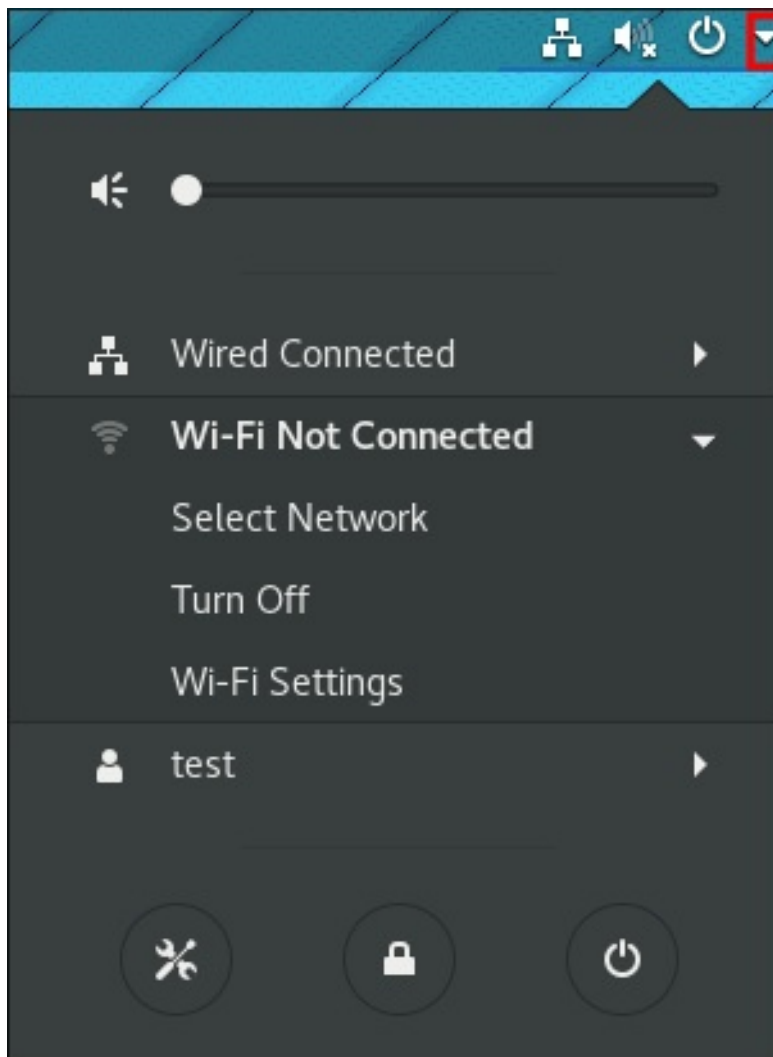 Wired Connected
Wi-Fi Not Connected
Select Network
Turn Off
Wi-Fi Settings
test